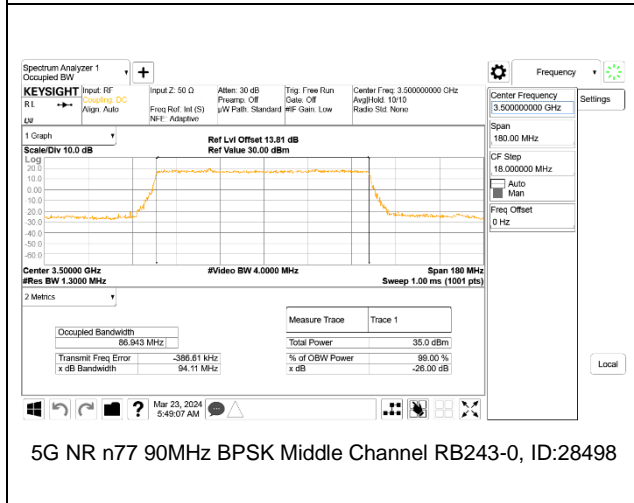 Spectrum Analyzer 1
Occupied BW
KEYSIGHT
RL
Input: RF
Coupling: DC
Align: Auto
Input Z: 50 Ω
Freq Ref: Int (S)
NFE: Adaptive
Atten: 30 dB
Preamp: Off
µW Path: Standard
Trig: Free Run
Gate: Off
#IF Gain: Low
Center Freq: 3.500000000 GHz
Avg|Hold: 10/10
Radio Std: None
1 Graph
Scale/Div 10.0 dB
Ref Lvl Offset 13.81 dB
Ref Value 30.00 dBm
Log
20.0
10.0
0.00
-10.0
-20.0
-30.0
-40.0
-50.0
-60.0
Center 3.50000 GHz
#Res BW 1.3000 MHz
#Video BW 4.0000 MHz
Span 180 MHz
Sweep 1.00 ms (1001 pts)
2 Metrics
Occupied Bandwidth
86.943 MHz
Transmit Freq Error -386.61 kHz
x dB Bandwidth 94.11 MHz
Measure Trace Trace 1
Total Power 35.0 dBm
% of OBW Power 99.00 %
x dB -26.00 dB
Mar 23, 2024
5:49:07 AM
Frequency
Center Frequency
3.500000000 GHz
Span
180.00 MHz
CF Step
18.000000 MHz
Auto
Man
Freq Offset
0 Hz
Settings
Local
5G NR n77 90MHz BPSK Middle Channel RB243-0, ID:28498